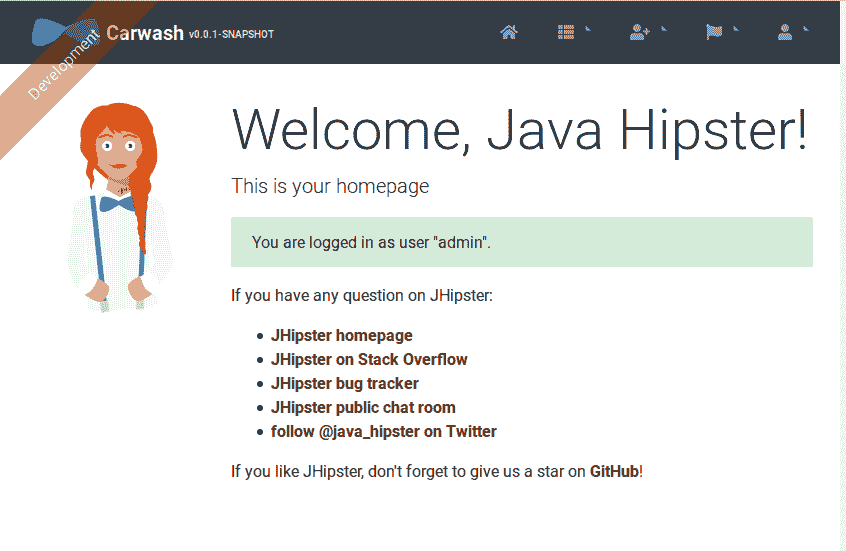 Development
Carwash v0.0.1-SNAPSHOT
Welcome, Java Hipster!
This is your homepage
You are logged in as user "admin".
If you have any question on JHipster:
JHipster homepage
JHipster on Stack Overflow
JHipster bug tracker
JHipster public chat room
follow @java_hipster on Twitter
If you like JHipster, don't forget to give us a star on GitHub!